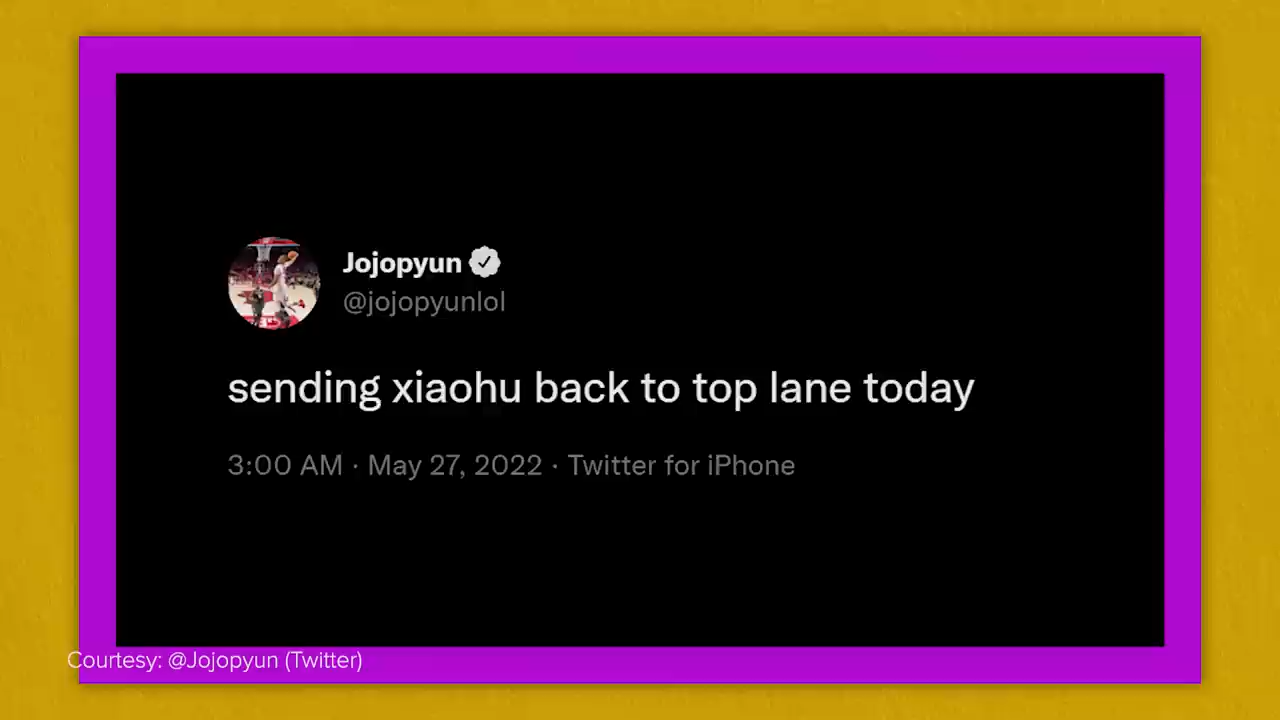 Jojopyun
@jojopyunlol
sending xiaohu back to top lane today
3:00 AM · May 27, 2022 · Twitter for iPhone
Courtesy: @Jojopyun (Twitter)